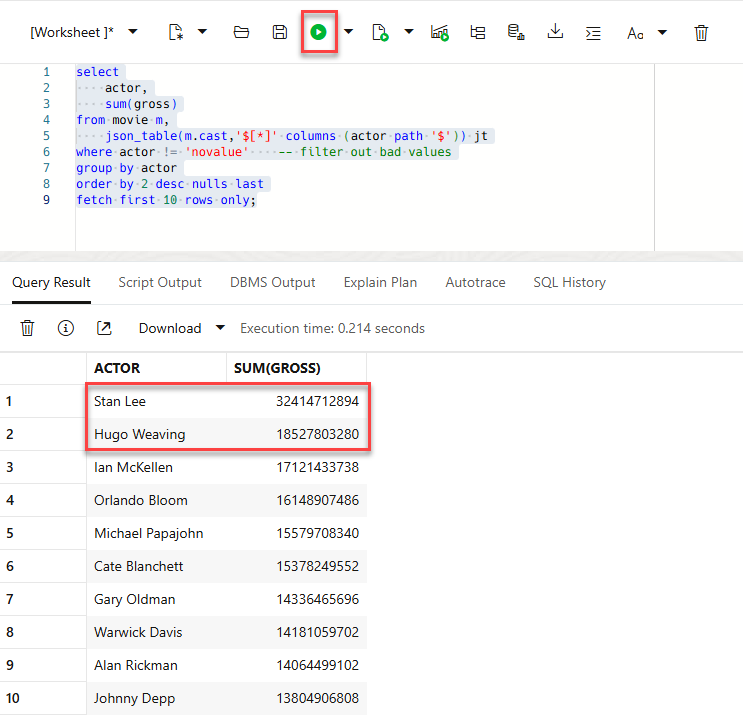 [Worksheet ]*
Aa
1 select
2 actor,
3 sum(gross)
4 from movie m,
5 json_table(m.cast,'$[*]' columns (actor path '$')) jt
6 where actor != 'novalue' -- filter out bad values
7 group by actor
8 order by 2 desc nulls last
9 fetch first 10 rows only;
Query Result Script Output DBMS Output Explain Plan Autotrace SQL History
Download Execution time: 0.214 seconds
ACTOR SUM(GROSS)
1 Stan Lee 32414712894
2 Hugo Weaving 18527803280
3 Ian McKellen 17121433738
4 Orlando Bloom 16148907486
5 Michael Papajohn 15579708340
6 Cate Blanchett 15378249552
7 Gary Oldman 14336465696
8 Warwick Davis 14181059702
9 Alan Rickman 14064499102
10 Johnny Depp 13804906808